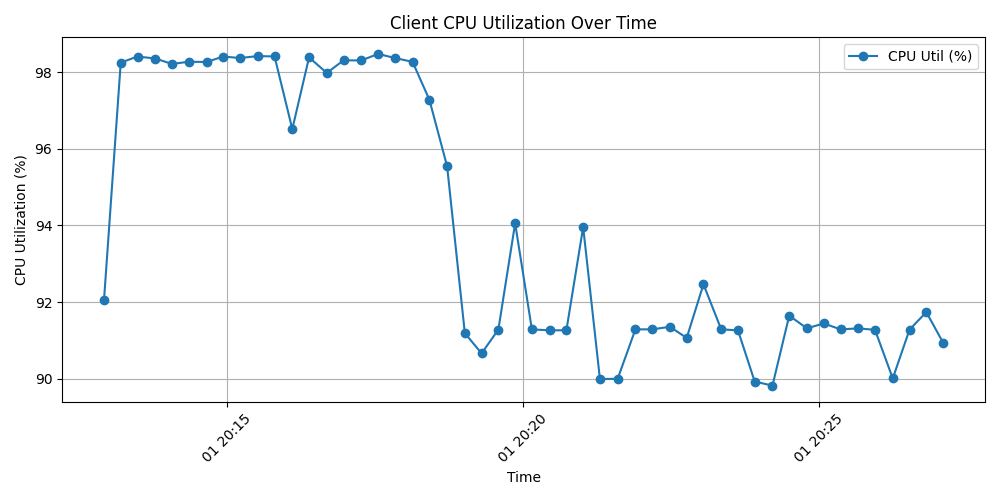 Client CPU Utilization Over Time
CPU Util (%)
CPU Utilization (%)
98
96
94
92
90
01 20:15
01 20:20
01 20:25
Time